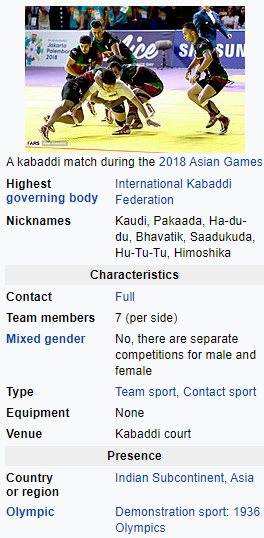 Jakarta
Palembang
2018
SAMSUNG
FARS
A kabaddi match during the 2018 Asian Games
Highest governing body International Kabaddi
Federation
Nicknames Kaudi, Pakaada, Ha-du-
du, Bhavatik, Saadukuda,
Hu-Tu-Tu, Himoshika
Characteristics
Contact Full
Team members 7 (per side)
Mixed gender No, there are separate
competitions for male and
female
Type Team sport, Contact sport
Equipment None
Venue Kabaddi court
Presence
Country Indian Subcontinent, Asia
or region
Olympic Demonstration sport: 1936
Olympics